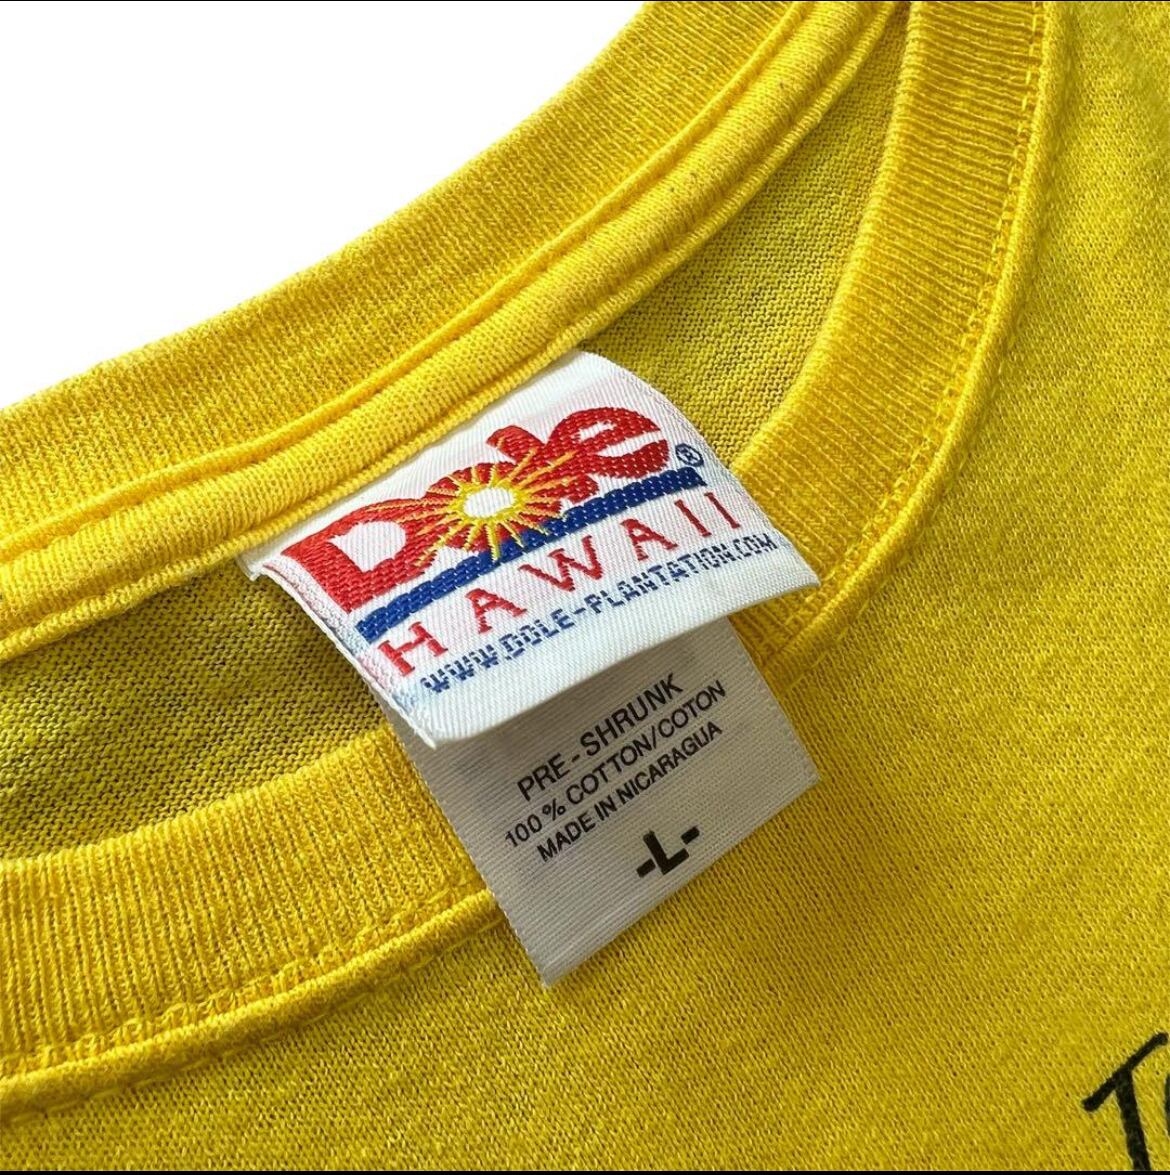 Dole®
HAWAII
WWW.DOLE-PLANTATION.COM
PRE-SHRUNK
100% COTTON/COTON
MADE IN NICARAGUA
-L-